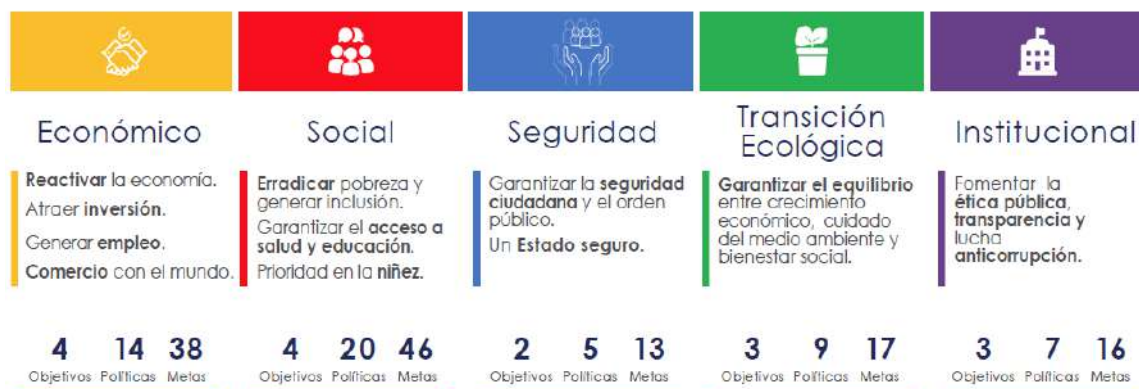 Económico
Reactivar la economía.
Atraer inversión.
Generar empleo.
Comercio con el mundo.
4 14 38
Objetivos Políticas Metas
Social
Erradicar pobreza y
generar inclusión.
Garantizar el acceso a
salud y educación.
Prioridad en la niñez.
4 20 46
Objetivos Políticas Metas
Seguridad
Garantizar la seguridad
ciudadana y el orden
público.
Un Estado seguro.
2 5 13
Objetivos Políticas Metas
Transición
Ecológica
Garantizar el equilibrio
entre crecimiento
económico, cuidado
del medio ambiente y
bienestar social.
3 9 17
Objetivos Políticas Metas
Institucional
Fomentar la
ética pública,
transparencia y
lucha
anticorrupción.
3 7 16
Objetivos Políticas Metas